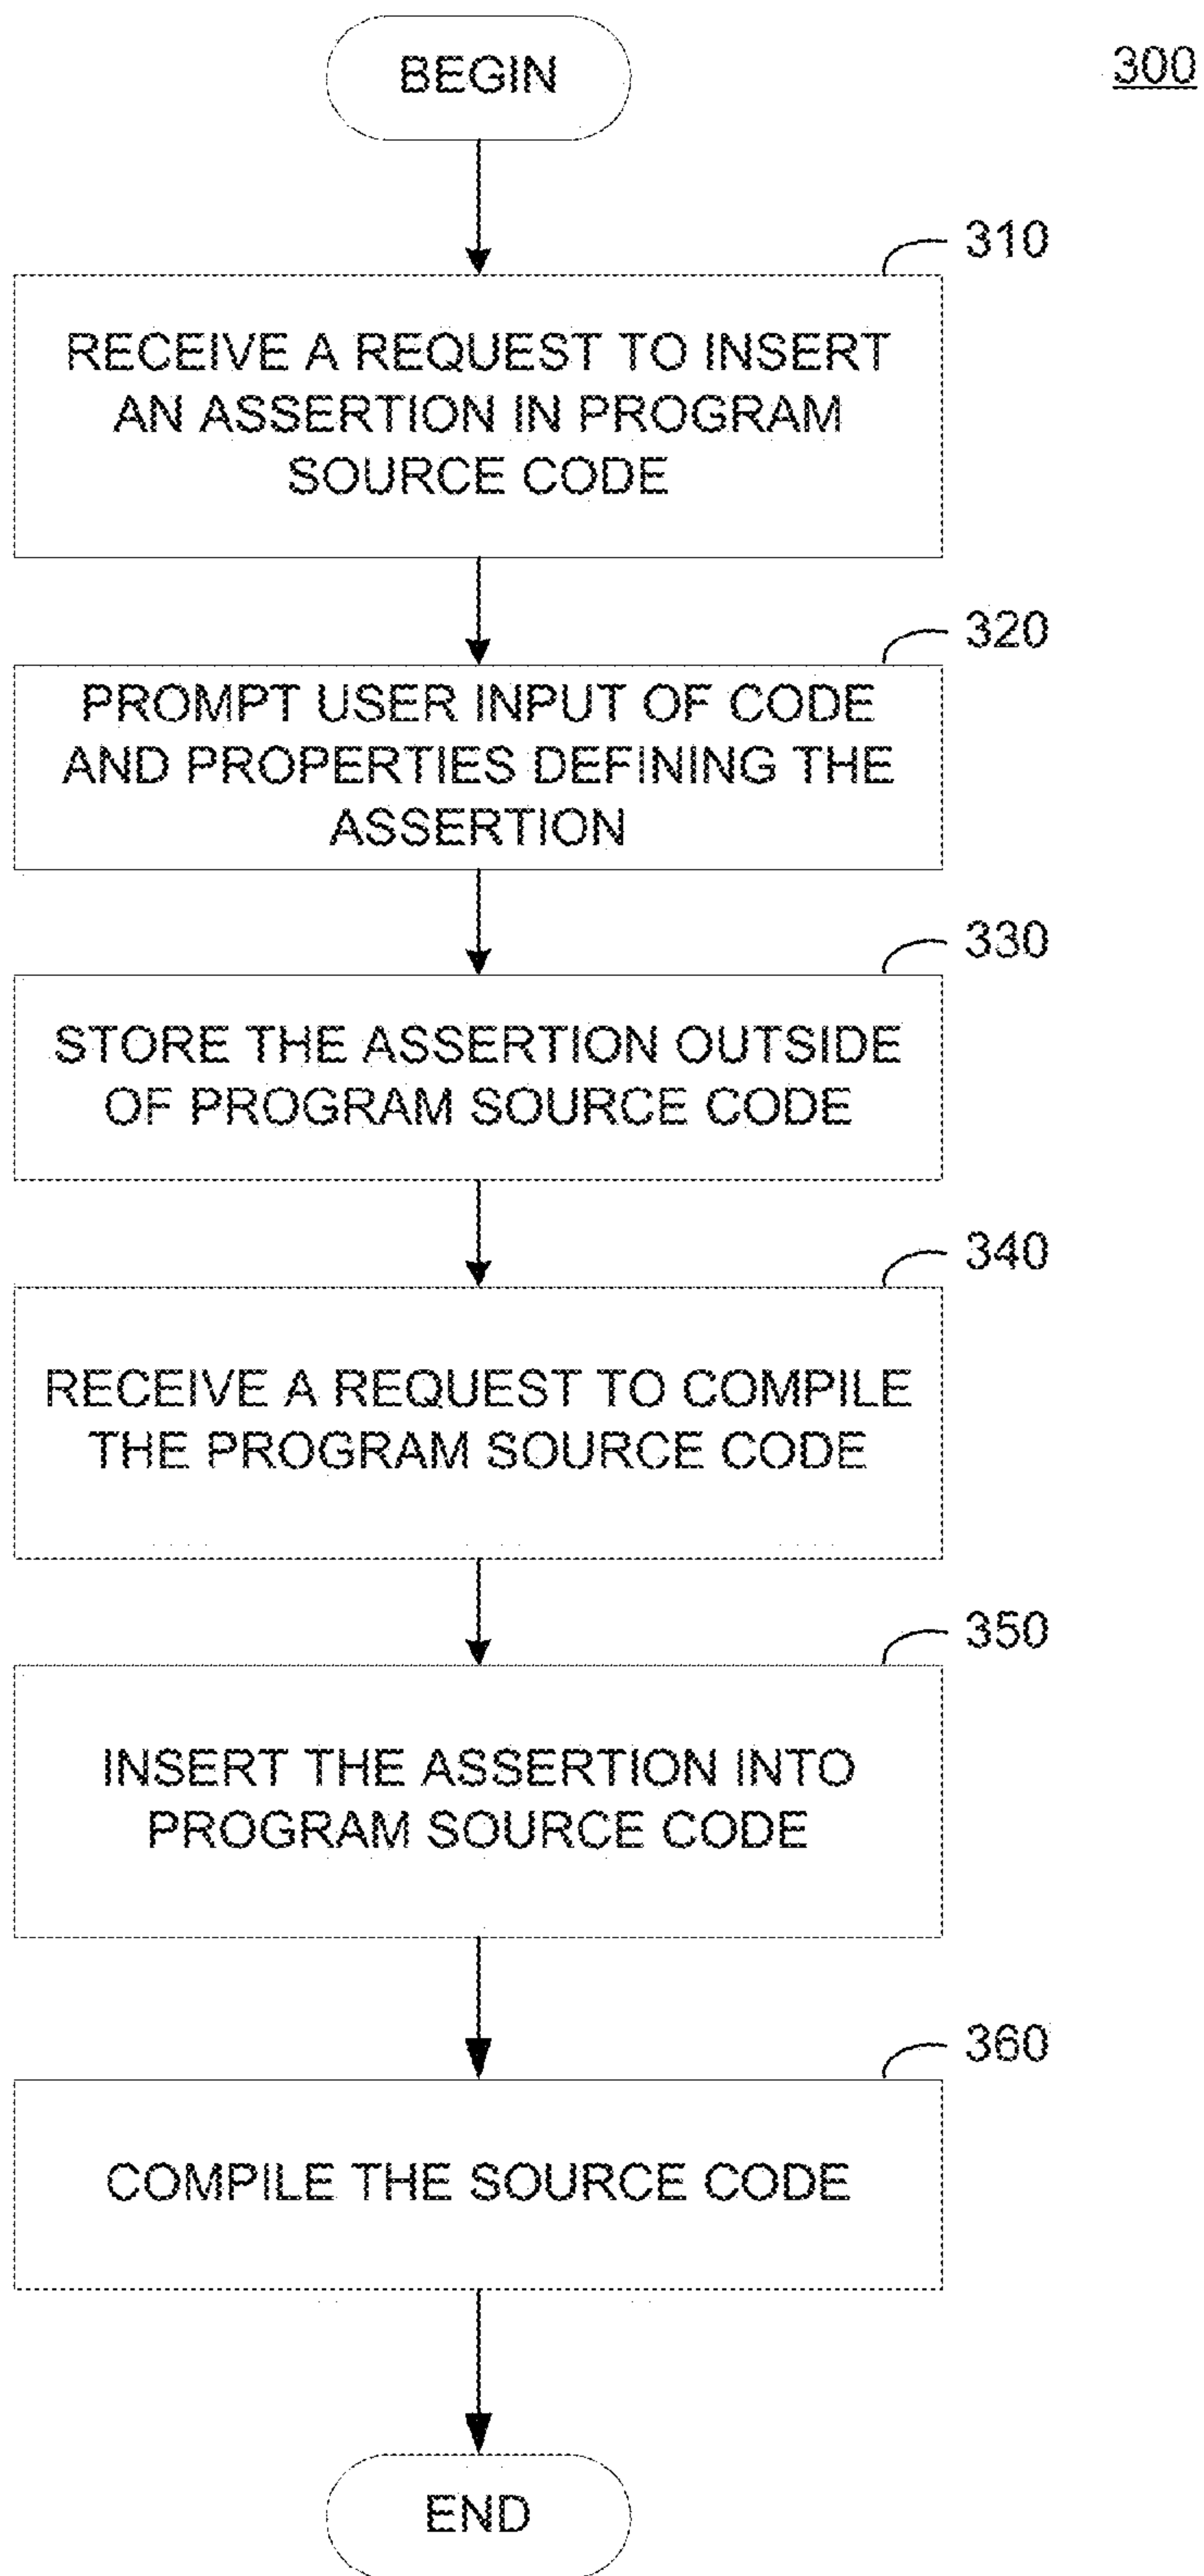 BEGIN
300
310
RECEIVE A REQUEST TO INSERT
AN ASSERTION IN PROGRAM
SOURCE CODE
320
PROMPT USER INPUT OF CODE
AND PROPERTIES DEFINING THE
ASSERTION
330
STORE THE ASSERTION OUTSIDE
OF PROGRAM SOURCE CODE
340
RECEIVE A REQUEST TO COMPILE
THE PROGRAM SOURCE CODE
350
INSERT THE ASSERTION INTO
PROGRAM SOURCE CODE
360
COMPILE THE SOURCE CODE
END